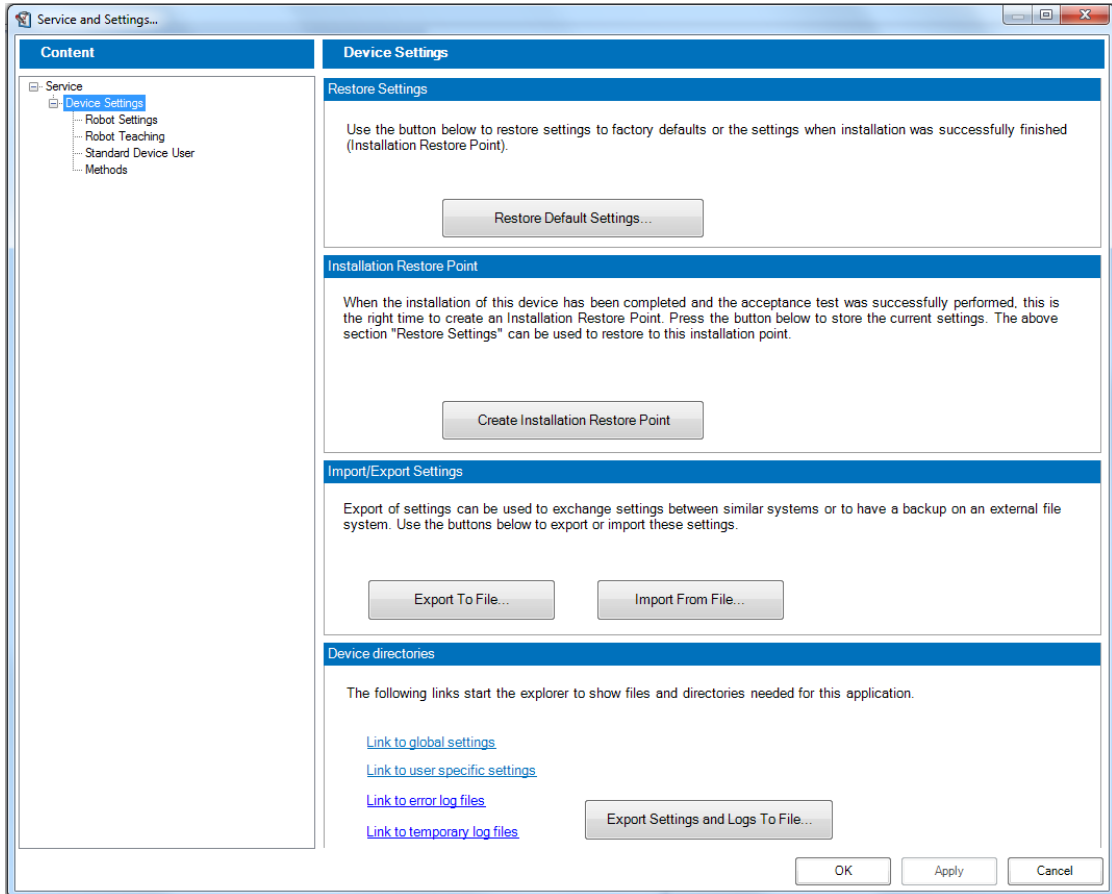 Service and Settings...
Content
Device Settings
Service
Device Settings
Robot Settings
Robot Teaching
Standard Device User
Methods
Restore Settings
Use the button below to restore settings to factory defaults or the settings when installation was successfully finished
(Installation Restore Point).
Restore Default Settings...
Installation Restore Point
When the installation of this device has been completed and the acceptance test was successfully performed, this is
the right time to create an Installation Restore Point. Press the button below to store the current settings. The above
section "Restore Settings" can be used to restore to this installation point.
Create Installation Restore Point
Import/Export Settings
Export of settings can be used to exchange settings between similar systems or to have a backup on an external file
system. Use the buttons below to export or import these settings.
Export To File...
Import From File...
Device directories
The following links start the explorer to show files and directories needed for this application.
Link to global settings
Link to user specific settings
Link to error log files
Link to temporary log files
Export Settings and Logs To File...
OK
Apply
Cancel